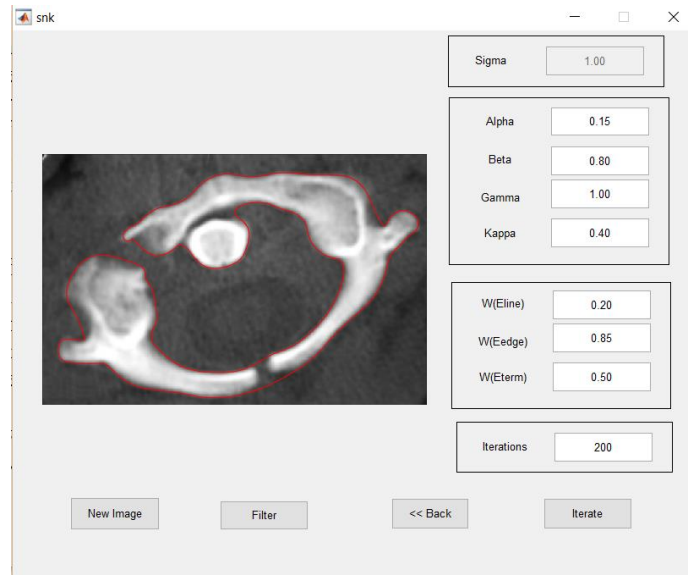 snk
Sigma 1.00
Alpha 0.15
Beta 0.80
Gamma 1.00
Kappa 0.40
W(Eline) 0.20
W(Eedge) 0.85
W(Eterm) 0.50
Iterations 200
New Image Filter << Back Iterate